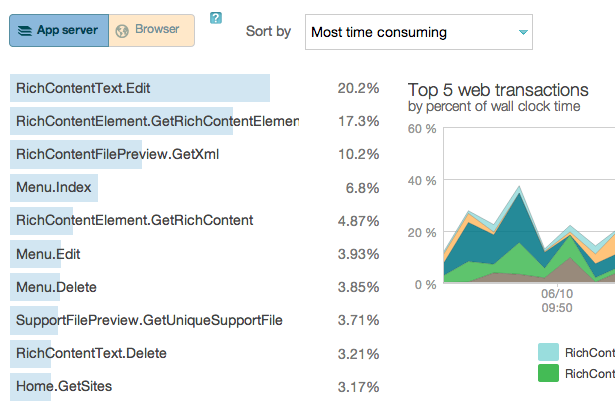 App server
Browser
?
Sort by
Most time consuming
RichContentText.Edit 20.2%
RichContentElement.GetRichContentElemen 17.3%
RichContentFilePreview.GetXml 10.2%
Menu.Index 6.8%
RichContentElement.GetRichContent 4.87%
Menu.Edit 3.93%
Menu.Delete 3.85%
SupportFilePreview.GetUniqueSupportFile 3.71%
RichContentText.Delete 3.21%
Home.GetSites 3.17%
Top 5 web transactions
by percent of wall clock time
60 %
40 %
20 %
0 %
06/10
09:50
RichCont
RichCont